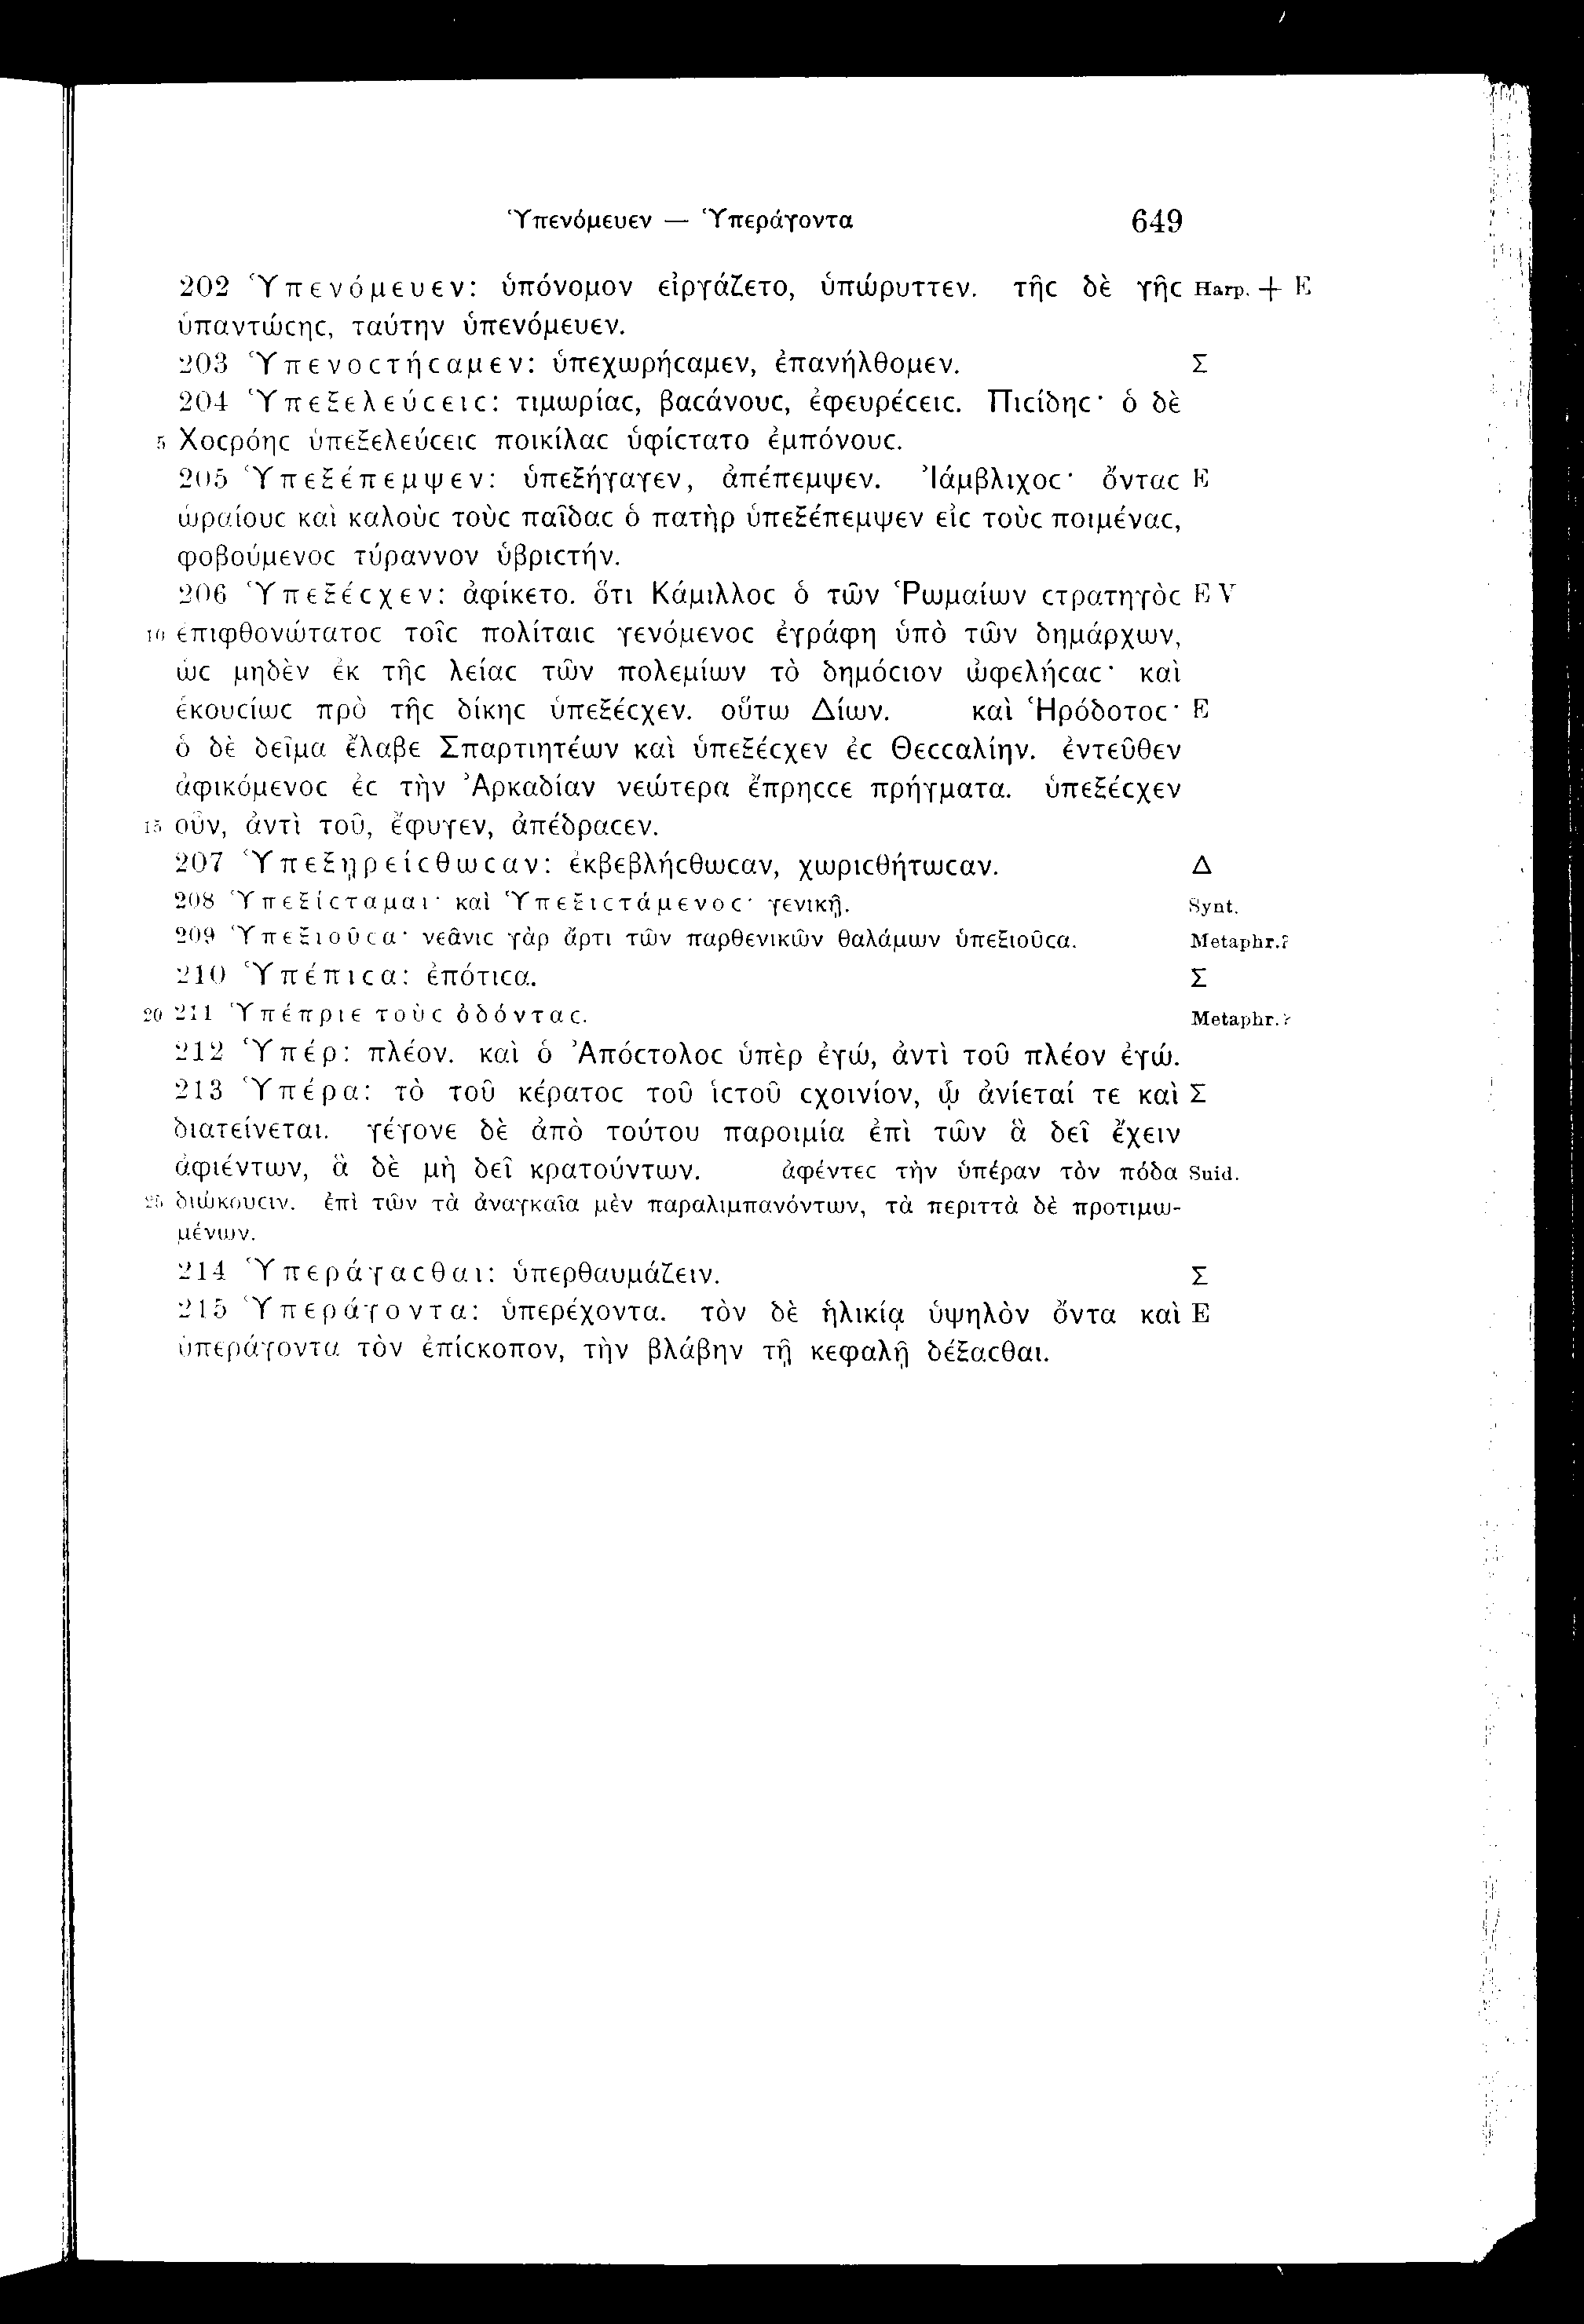 Ὑπενόμευεν — Ὑπεράγοντα 649
202 Ὑπενόμευεν: ὑπόνομον εἰργάζετο, ὑπώρυττεν. τῆϲ δὲ γῆϲ Harp. + E
ὑπαντώϲηϲ, ταύτην ὑπενόμευεν.
203 Ὑπενοϲτήϲαμεν: ὑπεχωρήϲαμεν, ἐπανήλθομεν. Σ
204 Ὑπεξελεύϲειϲ: τιμωρίαϲ, βαϲάνουϲ, ἐφευρέϲειϲ. Πιϲίδηϲ· ὁ δὲ
5 Χοϲρόηϲ ὑπεξελεύϲειϲ ποικίλαϲ ὑφίϲτατο ἐμπόνουϲ.
205 Ὑπεξέπεμψεν: ὑπεξήγαγεν, ἀπέπεμψεν. Ἰάμβλιχοϲ· ὄνταϲ E
ὡραίουϲ καὶ καλοὺϲ τοὺϲ παῖδαϲ ὁ πατὴρ ὑπεξέπεμψεν εἰϲ τοὺϲ ποιμέναϲ,
φοβούμενοϲ τύραννον ὑβριϲτήν.
206 Ὑπεξέϲχεν: ἀφίκετο. ὅτι Κάμιλλοϲ ὁ τῶν Ῥωμαίων ϲτρατηγὸϲ E V
10 ἐπιφθονώτατοϲ τοῖϲ πολίταιϲ γενόμενοϲ ἐγράφη ὑπὸ τῶν δημάρχων,
ὡϲ μηδὲν ἐκ τῆϲ λείαϲ τῶν πολεμίων τὸ δημόϲιον ὠφελήϲαϲ· καὶ
ἑκουϲίωϲ πρὸ τῆϲ δίκηϲ ὑπεξέϲχεν. οὕτω Δίων. καὶ Ἡρόδοτοϲ· E
ὁ δὲ δεῖμα ἔλαβε Σπαρτιητέων καὶ ὑπεξέϲχεν ἐϲ Θεϲϲαλίην. ἐντεῦθεν
ἀφικόμενοϲ ἐϲ τὴν Ἀρκαδίαν νεώτερα ἔπρηϲϲε πρήγματα. ὑπεξέϲχεν
15 οὖν, ἀντὶ τοῦ, ἔφυγεν, ἀπέδραϲεν.
207 Ὑπεξῃρείϲθωϲαν: ἐκβεβλήϲθωϲαν, χωριϲθήτωϲαν. Δ
208 Ὑπεξίϲταμαι· καὶ Ὑπεξιϲτάμενοϲ· γενικῇ. Synt.
209 Ὑπεξιοῦϲα· νεᾶνιϲ γὰρ ἄρτι τῶν παρθενικῶν θαλάμων ὑπεξιοῦϲα. Metaphr.?
210 Ὑπέπιϲα: ἐπότιϲα. Σ
20 211 Ὑπέπριε τοὺϲ ὀδόνταϲ. Metaphr.?
212 Ὑπέρ: πλέον. καὶ ὁ Ἀπόϲτολοϲ ὑπὲρ ἐγώ, ἀντὶ τοῦ πλέον ἐγώ.
213 Ὑπέρα: τὸ τοῦ κέρατοϲ τοῦ ἱϲτοῦ ϲχοινίον, ᾧ ἀνίεταί τε καὶ Σ
διατείνεται. γέγονε δὲ ἀπὸ τούτου παροιμία ἐπὶ τῶν ἃ δεῖ ἔχειν
ἀφιέντων, ἃ δὲ μὴ δεῖ κρατούντων. ἀφέντεϲ τὴν ὑπέραν τὸν πόδα Suid.
25 διώκουϲιν. ἐπὶ τῶν τὰ ἀναγκαῖα μὲν παραλιμπανόντων, τὰ περιττὰ δὲ προτιμω-
μένων.
214 Ὑπεράγαϲθαι: ὑπερθαυμάζειν. Σ
215 Ὑπεράγοντα: ὑπερέχοντα. τὸν δὲ ἡλικίᾳ ὑψηλὸν ὄντα καὶ E
ὑπεράγοντα τὸν ἐπίϲκοπον, τὴν βλάβην τῇ κεφαλῇ δέξαϲθαι.